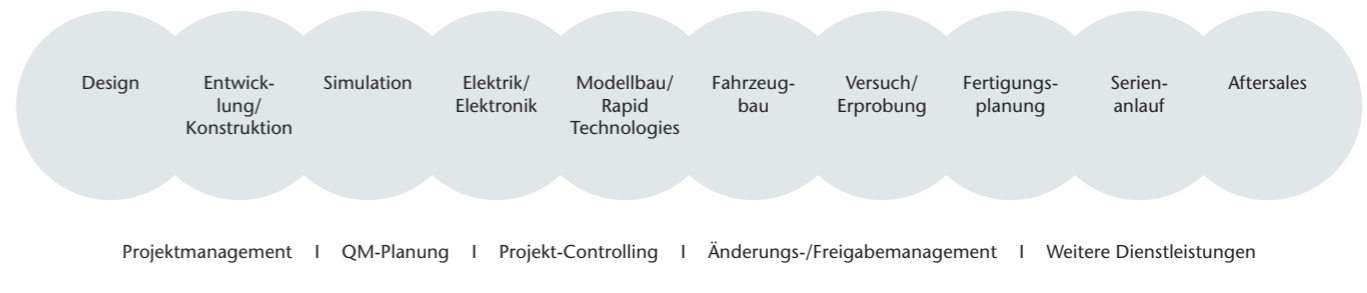 Design
Entwick-
lung/
Konstruktion
Simulation
Elektrik/
Elektronik
Modellbau/
Rapid
Technologies
Fahrzeug-
bau
Versuch/
Erprobung
Fertigungs-
planung
Serien-
anlauf
Aftersales
Projektmanagement I QM-Planung I Projekt-Controlling I Änderungs-/Freigabemanagement I Weitere Dienstleistungen